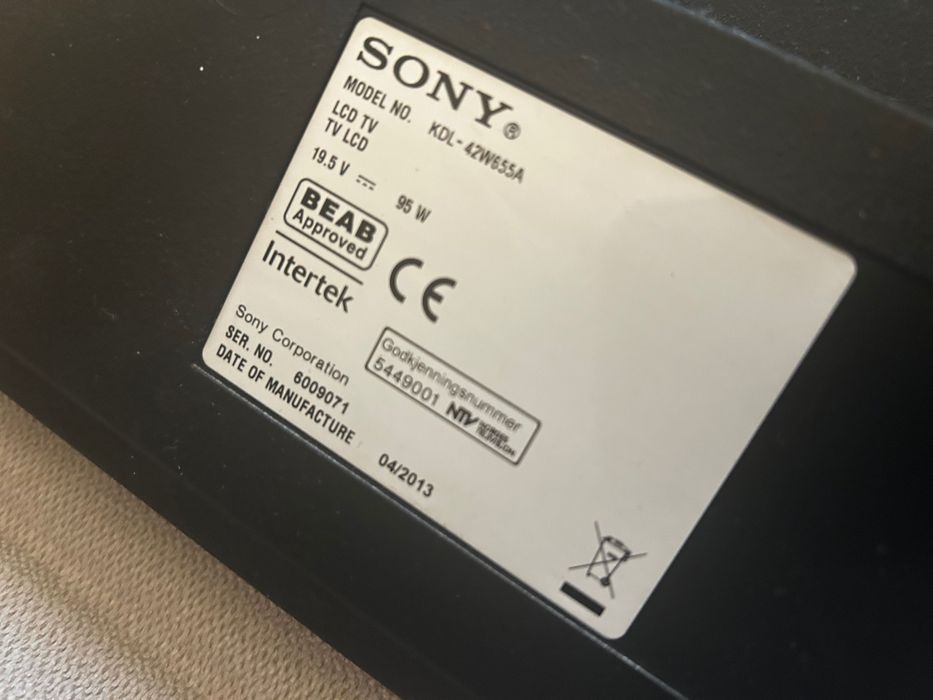 SONY®
MODEL NO. KDL-42W655A
LCD TV
TV LCD
19.5 V ⎓ 95 W
BEAB
Approved
Intertek
CE
Sony Corporation
SER. NO. 6009071
DATE OF MANUFACTURE 04/2013
Godkjenningsnummer
5449001 NTV